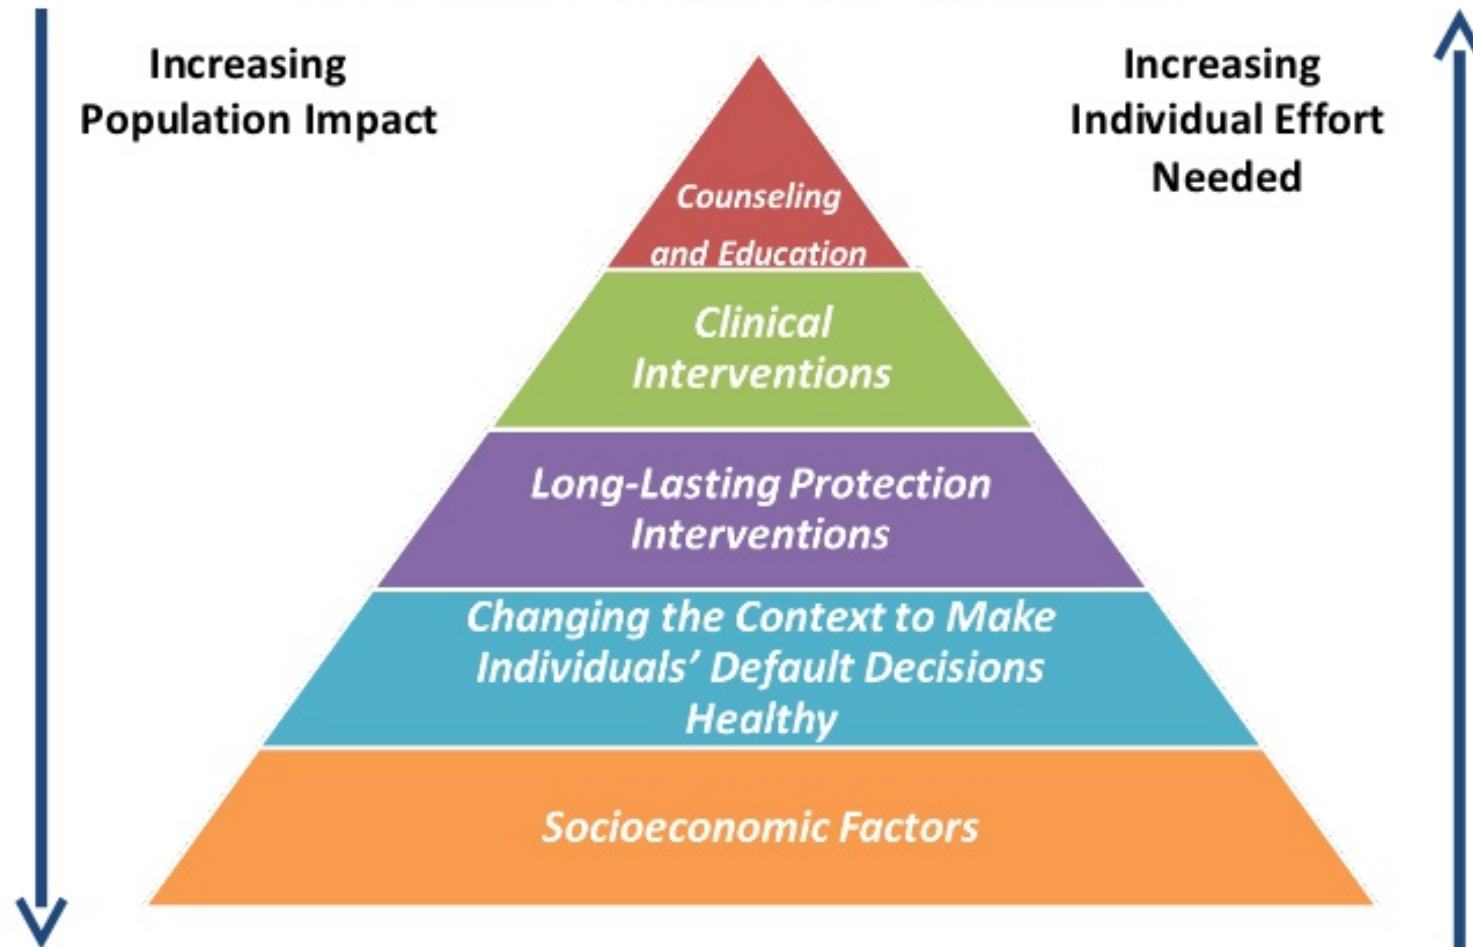 Increasing
Population Impact
Increasing
Individual Effort
Needed
Counseling
and Education
Clinical
Interventions
Long-Lasting Protection
Interventions
Changing the Context to Make
Individuals’ Default Decisions
Healthy
Socioeconomic Factors